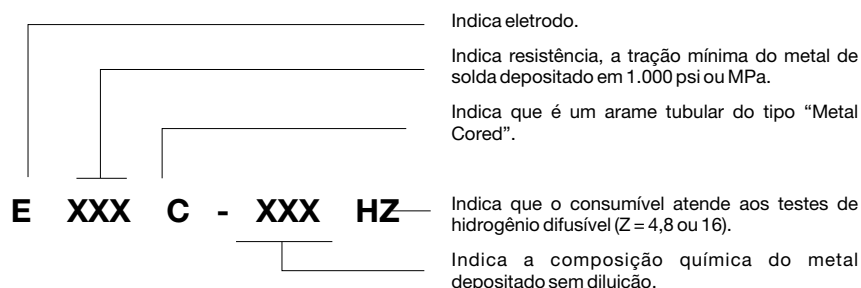 Indica eletrodo.
Indica resistência, a tração mínima do metal de
solda depositado em 1.000 psi ou MPa.
Indica que é um arame tubular do tipo “Metal
Cored”.
E XXX C - XXX HZ
Indica que o consumível atende aos testes de
hidrogênio difusível (Z = 4,8 ou 16).
Indica a composição química do metal
depositado sem diluição.